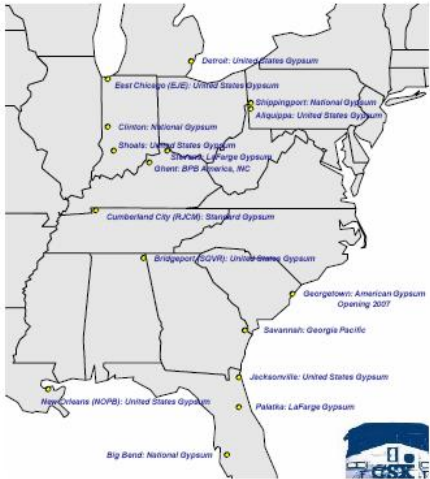 Detroit: United States Gypsum
East Chicago (EJE): United States Gypsum
Shippingport: National Gypsum
Aliquippa: United States Gypsum
Clinton: National Gypsum
Shoals: United States Gypsum
LaFarge Gypsum
Ghent: BPB America, INC
Cumberland City (RJCM): Standard Gypsum
Bridgeport (SQVR): United States Gypsum
Georgetown: American Gypsum
Opening 2007
Savannah: Georgia Pacific
Jacksonville: United States Gypsum
New Orleans (NOPB): United States Gypsum
Palatka: LaFarge Gypsum
Big Bend: National Gypsum
CSX